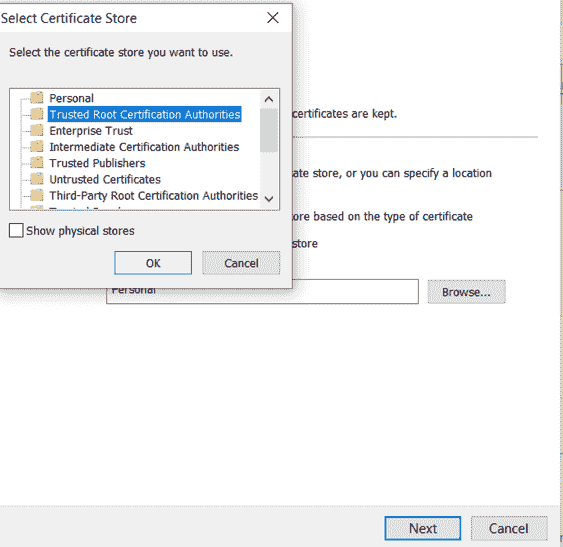 Select Certificate Store
Select the certificate store you want to use.
Personal
Trusted Root Certification Authorities
Enterprise Trust
Intermediate Certification Authorities
Trusted Publishers
Untrusted Certificates
Third-Party Root Certification Authorities
Show physical stores
OK
Cancel
certificates are kept.
ate store, or you can specify a location
ore based on the type of certificate
store
Personal
Browse...
Next
Cancel